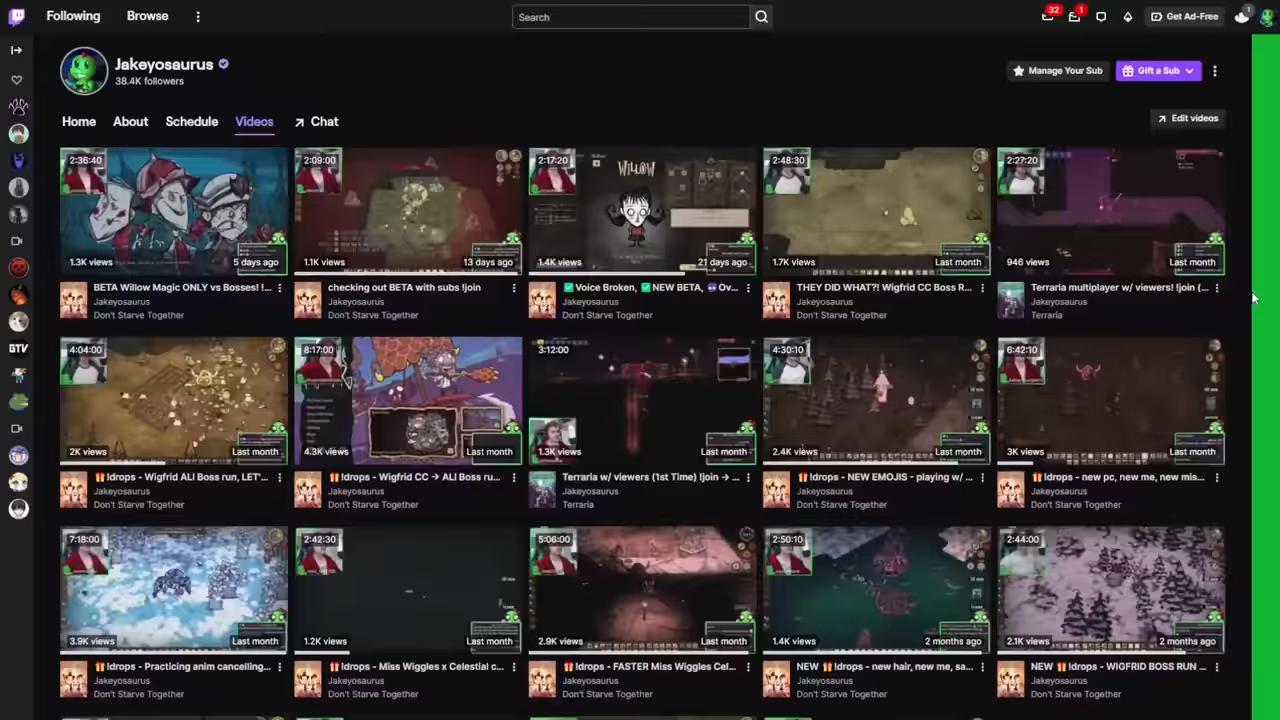 Following
Browse
Search
32
1
Get Ad-Free
1
Jakeyosaurus
38.4K followers
Manage Your Sub
Gift a Sub
Home
About
Schedule
Videos
Chat
Edit videos
2:36:40
1.3K views
5 days ago
2:09:00
1.1K views
13 days ago
2:17:20
WILLOW
1.4K views
21 days ago
2:48:30
1.7K views
Last month
2:27:20
946 views
Last month
BETA Willow Magic ONLY vs Bosses! !...
Jakeyosaurus
Don't Starve Together
checking out BETA with subs !join
Jakeyosaurus
Don't Starve Together
✅Voice Broken, ✅NEW BETA, Ov...
Jakeyosaurus
Don't Starve Together
THEY DID WHAT?! Wigfrid CC Boss R...
Jakeyosaurus
Don't Starve Together
Terraria multiplayer w/ viewers! !join (...
Jakeyosaurus
Terraria
GTV
4:04:00
2K views
Last month
8:17:00
4.3K views
Last month
3:12:00
1.3K views
Last month
4:30:10
2.4K views
Last month
6:42:10
3K views
Last month
🎁!drops - Wigfrid ALI Boss run, LET'...
Jakeyosaurus
Don't Starve Together
🎁!drops - Wigfrid CC → ALI Boss ru...
Jakeyosaurus
Don't Starve Together
Terraria w/ viewers (1st Time) !join → ...
Jakeyosaurus
Terraria
🎁!drops - NEW EMOJIS - playing w/ ...
Jakeyosaurus
Don't Starve Together
🎁!drops - new pc, new me, new mis...
Jakeyosaurus
Don't Starve Together
7:18:00
3.9K views
Last month
2:42:30
1.2K views
Last month
5:06:00
2.9K views
Last month
2:50:10
1.4K views
2 months ago
2:44:00
2.1K views
2 months ago
🎁!drops - Practicing anim cancelling...
Jakeyosaurus
Don't Starve Together
🎁!drops - Miss Wiggles x Celestial c...
Jakeyosaurus
Don't Starve Together
🎁!drops - FASTER Miss Wiggles Cel...
Jakeyosaurus
Don't Starve Together
NEW 🎁!drops - new hair, new me, sa...
Jakeyosaurus
Don't Starve Together
NEW 🎁!drops - WIGFRID BOSS RUN ...
Jakeyosaurus
Don't Starve Together